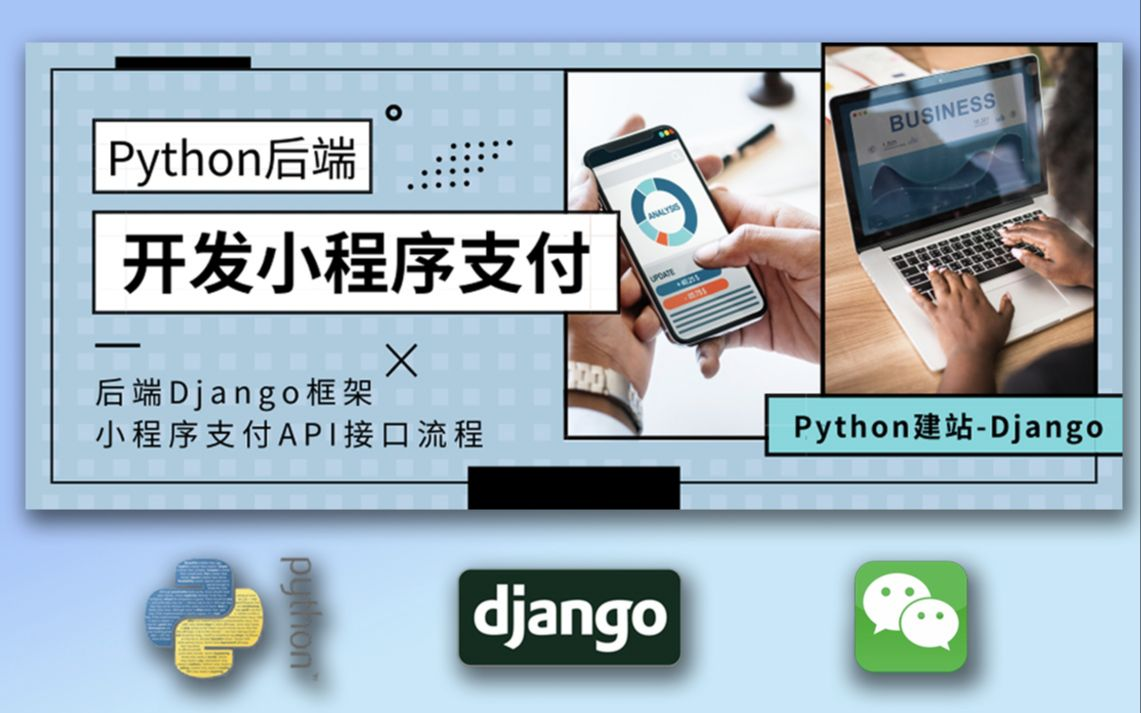 Python后端
开发小程序支付
后端Django框架
小程序支付API接口流程
ANALYSIS
UPDATE
BUSINESS
Python建站-Django
python
django